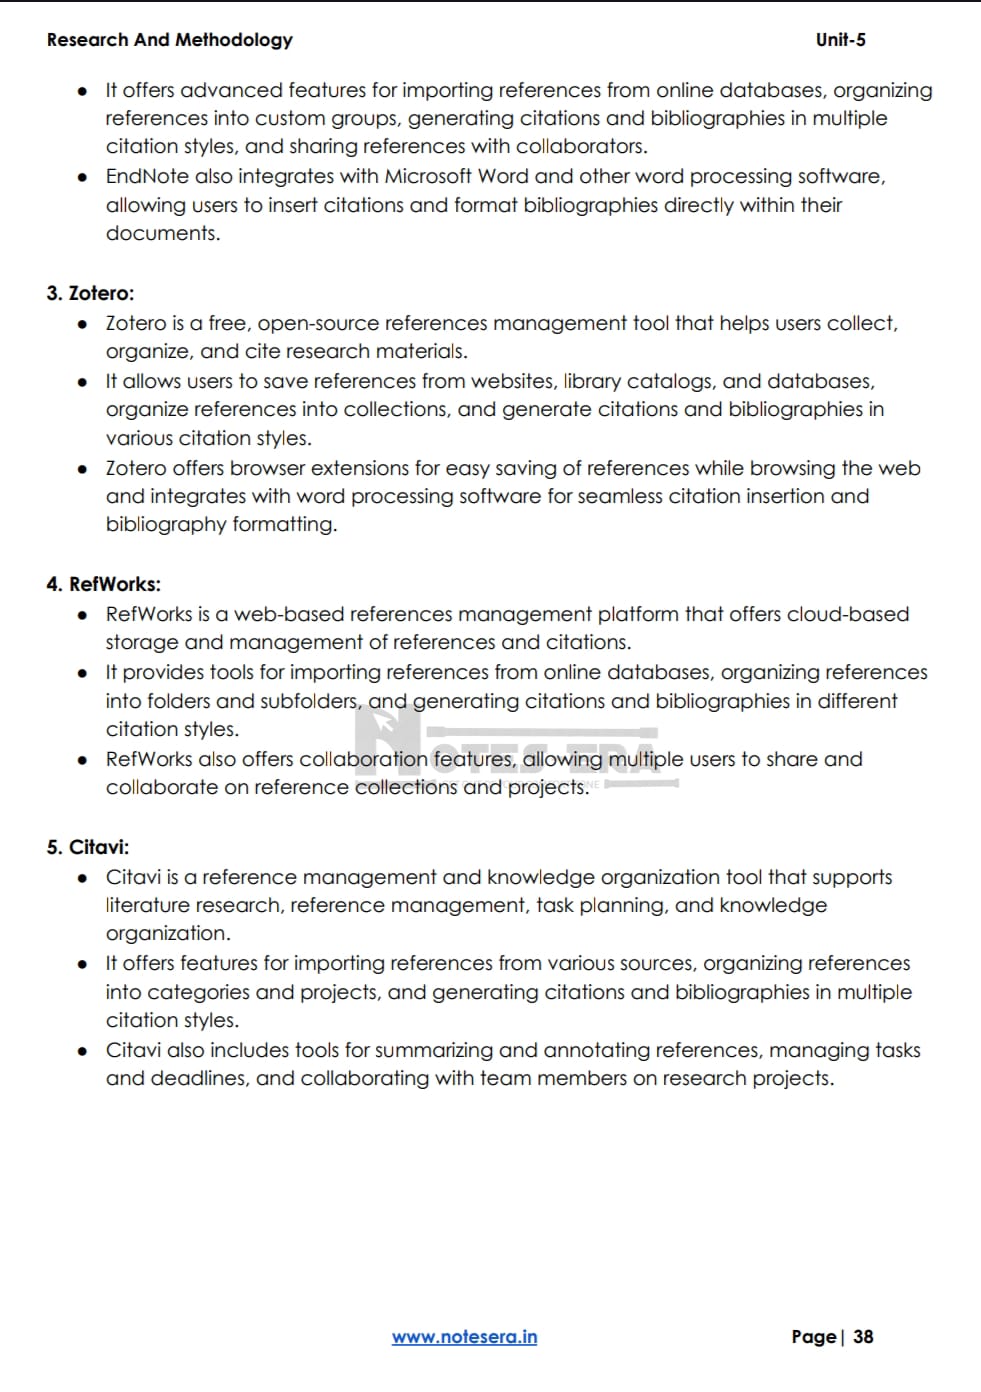 Research And Methodology Unit-5
● It offers advanced features for importing references from online databases, organizing
references into custom groups, generating citations and bibliographies in multiple
citation styles, and sharing references with collaborators.
● EndNote also integrates with Microsoft Word and other word processing software,
allowing users to insert citations and format bibliographies directly within their
documents.
3. Zotero:
● Zotero is a free, open-source references management tool that helps users collect,
organize, and cite research materials.
● It allows users to save references from websites, library catalogs, and databases,
organize references into collections, and generate citations and bibliographies in
various citation styles.
● Zotero offers browser extensions for easy saving of references while browsing the web
and integrates with word processing software for seamless citation insertion and
bibliography formatting.
4. RefWorks:
● RefWorks is a web-based references management platform that offers cloud-based
storage and management of references and citations.
● It provides tools for importing references from online databases, organizing references
into folders and subfolders, and generating citations and bibliographies in different
citation styles.
NOTES ERA
● RefWorks also offers collaboration features, allowing multiple users to share and
collaborate on reference collections and projects.
5. Citavi:
● Citavi is a reference management and knowledge organization tool that supports
literature research, reference management, task planning, and knowledge
organization.
● It offers features for importing references from various sources, organizing references
into categories and projects, and generating citations and bibliographies in multiple
citation styles.
● Citavi also includes tools for summarizing and annotating references, managing tasks
and deadlines, and collaborating with team members on research projects.
www.notesera.in Page| 38